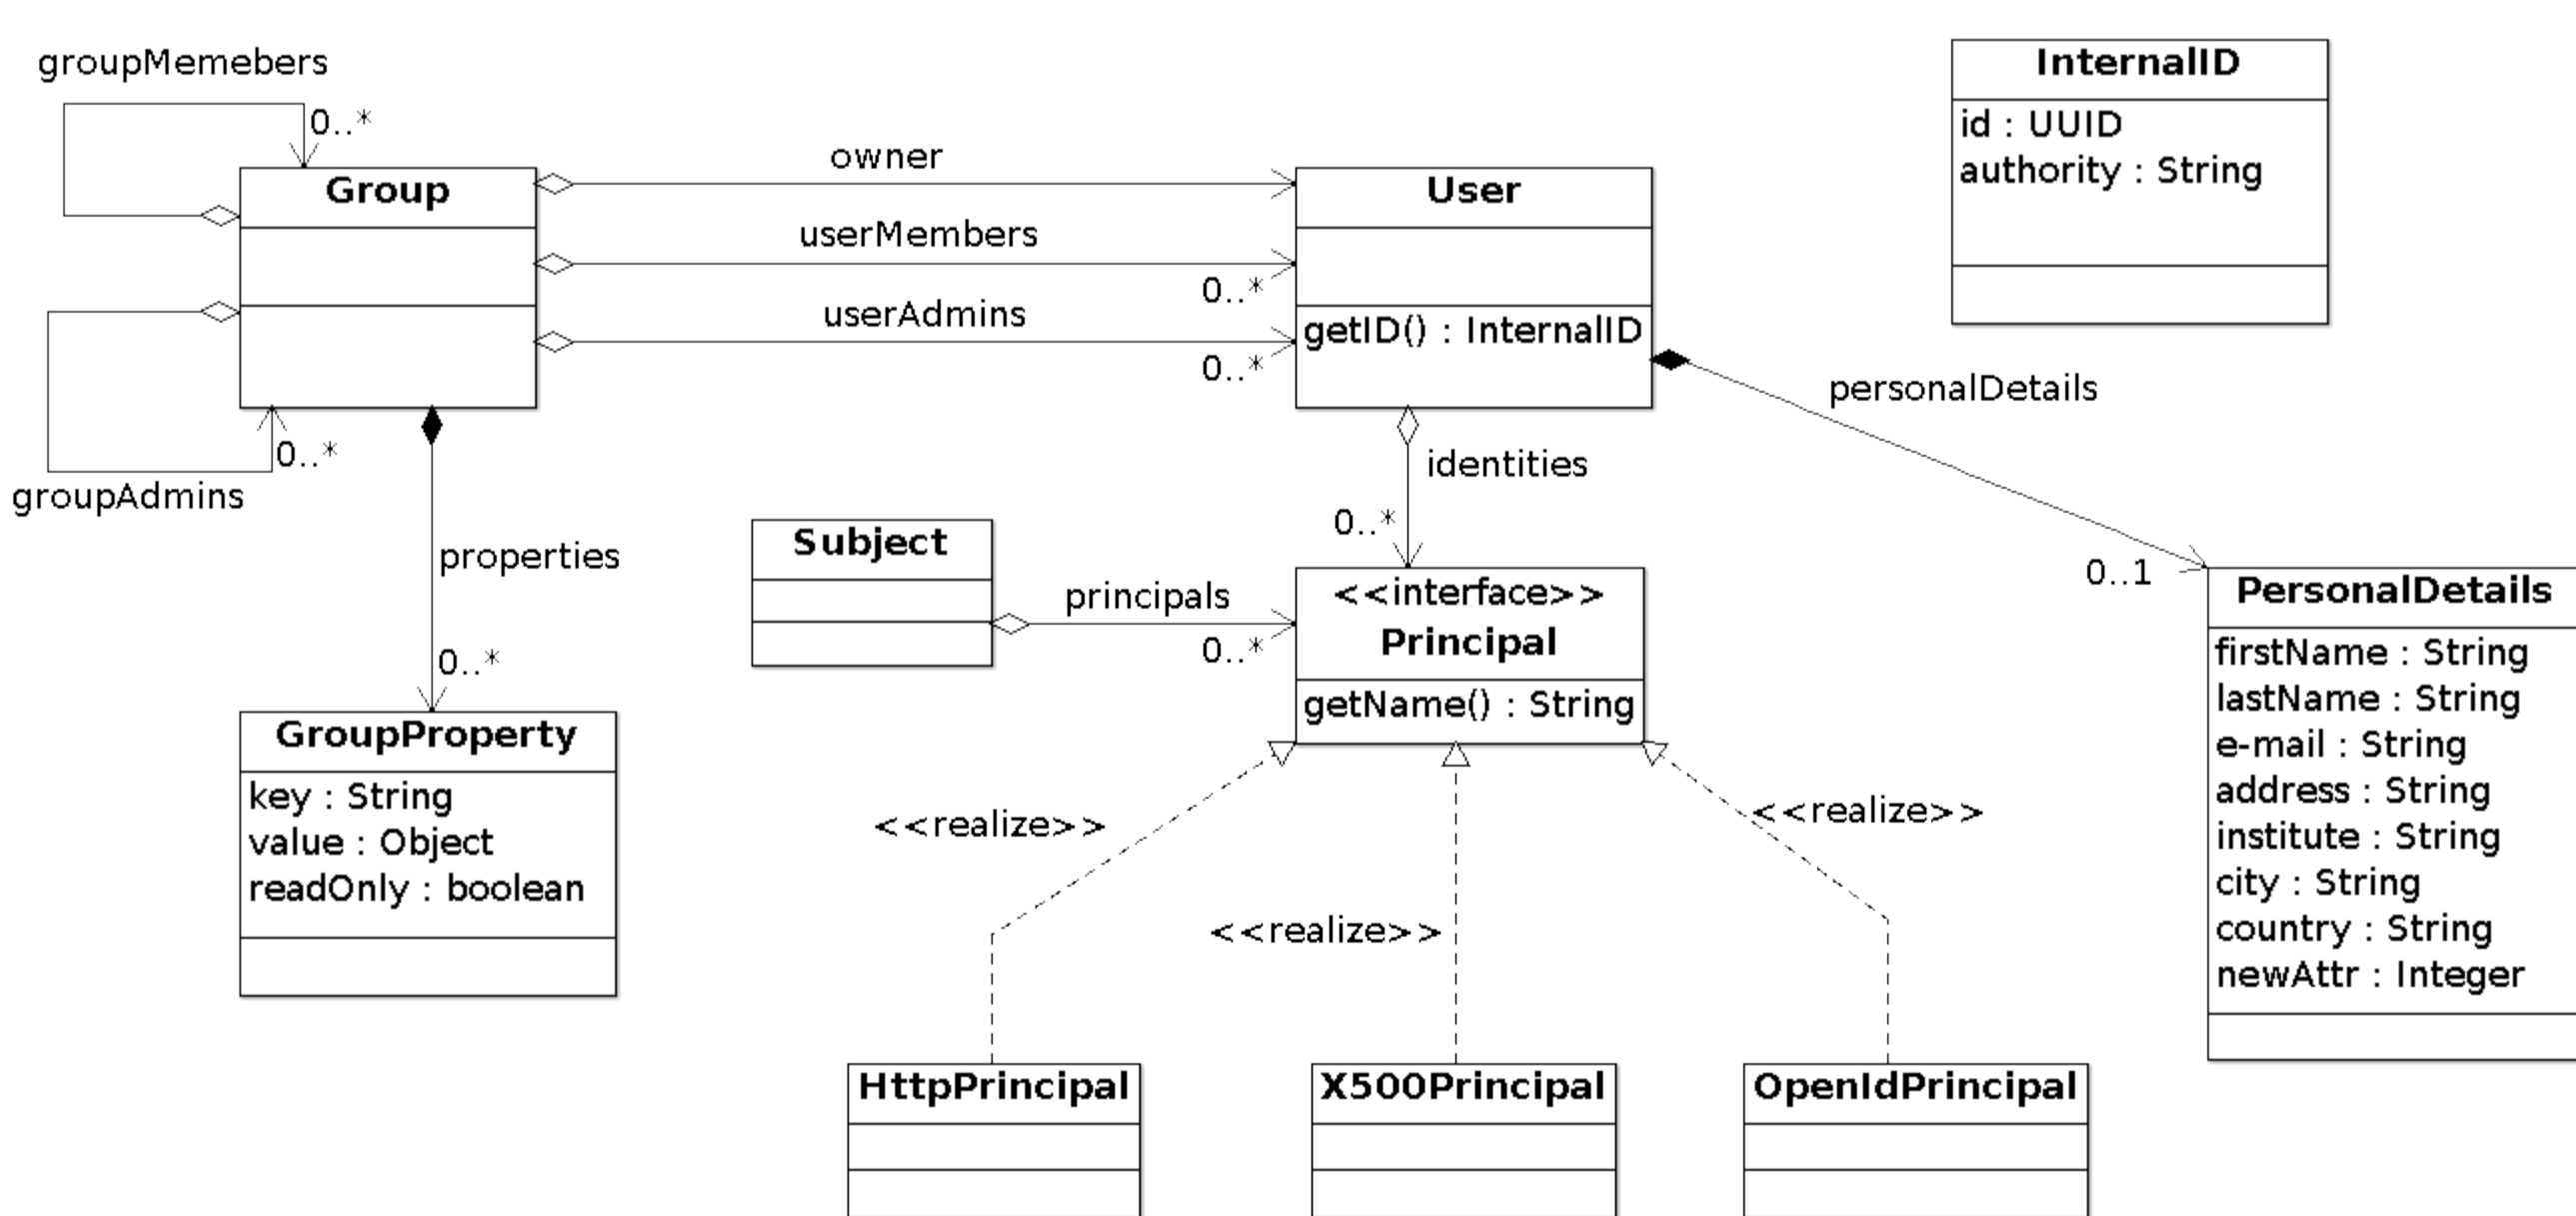 groupMemebers
0..*
InternalID
id : UUID
authority : String
Group
owner
userMembers
0..*
userAdmins
0..*
User
getID() : InternalID
personalDetails
0..1
0..*
groupAdmins
identities
0..*
properties
0..*
Subject
principals
0..*
<<interface>>
Principal
getName() : String
PersonalDetails
firstName : String
lastName : String
e-mail : String
address : String
institute : String
city : String
country : String
newAttr : Integer
GroupProperty
key : String
value : Object
readOnly : boolean
<<realize>>
<<realize>>
<<realize>>
HttpPrincipal
X500Principal
OpenIdPrincipal